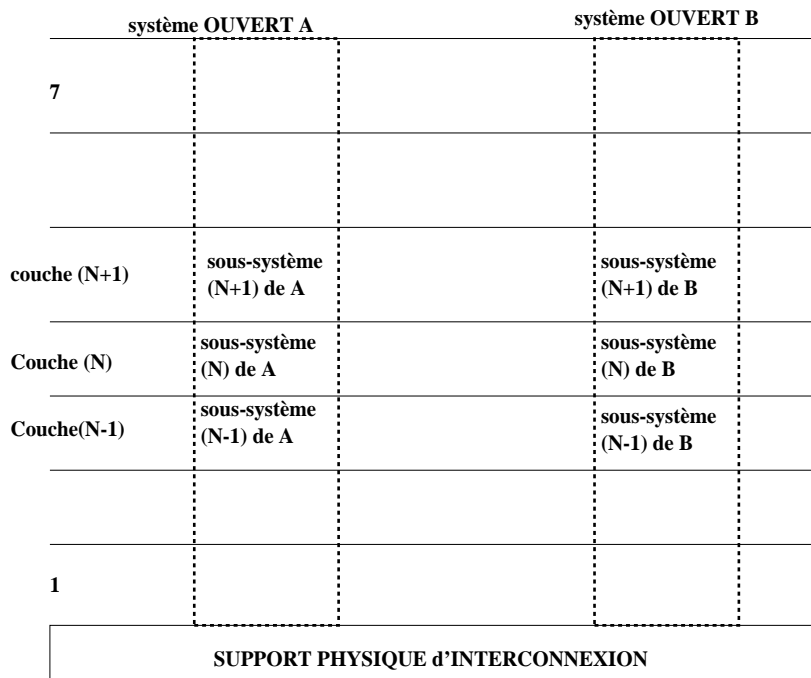 système OUVERT A
système OUVERT B
7
couche (N+1)
sous-système
(N+1) de A
sous-système
(N+1) de B
Couche (N)
sous-système
(N) de A
sous-système
(N) de B
Couche(N-1)
sous-système
(N-1) de A
sous-système
(N-1) de B
1
SUPPORT PHYSIQUE d'INTERCONNEXION